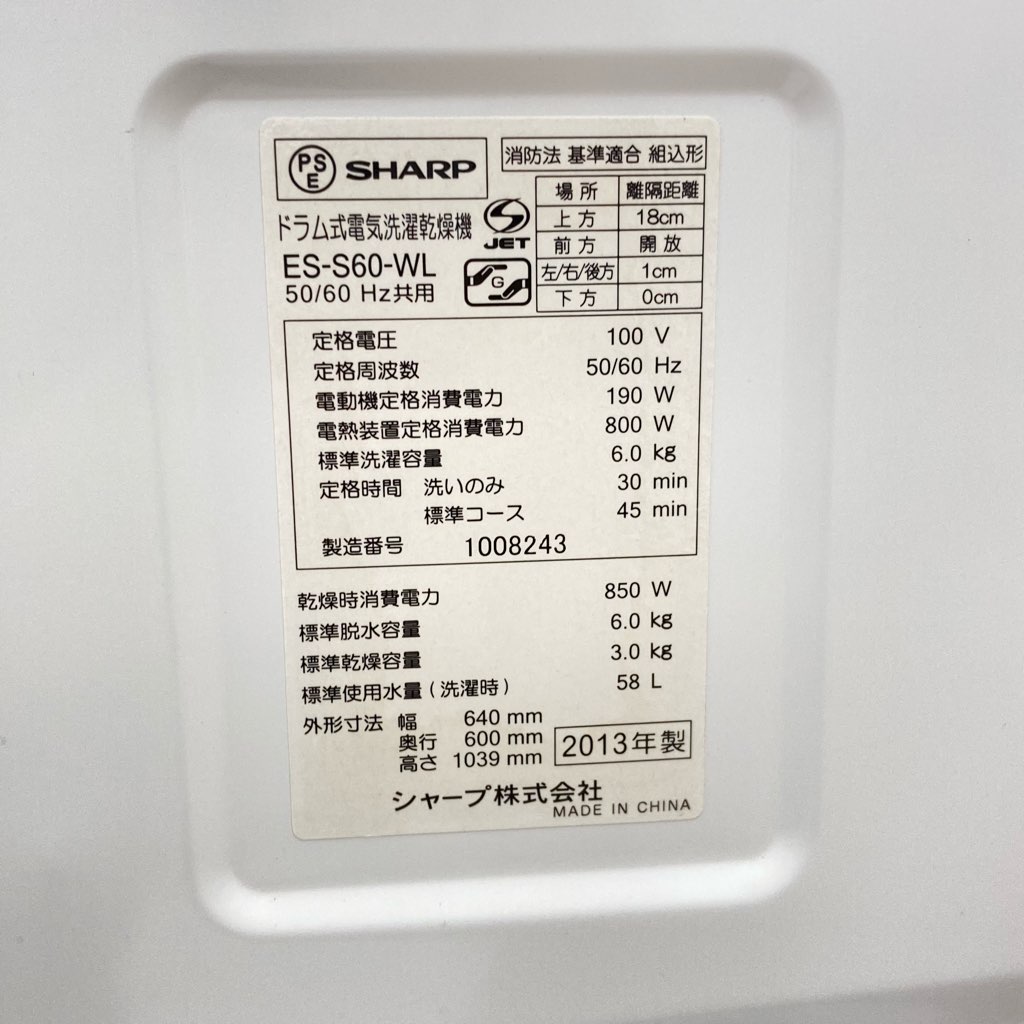 PSE SHARP
消防法 基準適合 組込形
場所 離隔距離
上方 18cm
前方 開放
左/右/後方 1cm
下方 0cm
ドラム式電気洗濯乾燥機
S JET
ES-S60-WL
G
50/60 Hz共用
定格電圧 100 V
定格周波数 50/60 Hz
電動機定格消費電力 190 W
電熱装置定格消費電力 800 W
標準洗濯容量 6.0 kg
定格時間 洗いのみ 30 min
標準コース 45 min
製造番号 1008243
乾燥時消費電力 850 W
標準脱水容量 6.0 kg
標準乾燥容量 3.0 kg
標準使用水量(洗濯時) 58 L
外形寸法 幅 640 mm
奥行 600 mm
高さ 1039 mm
2013年製
シャープ株式会社
MADE IN CHINA